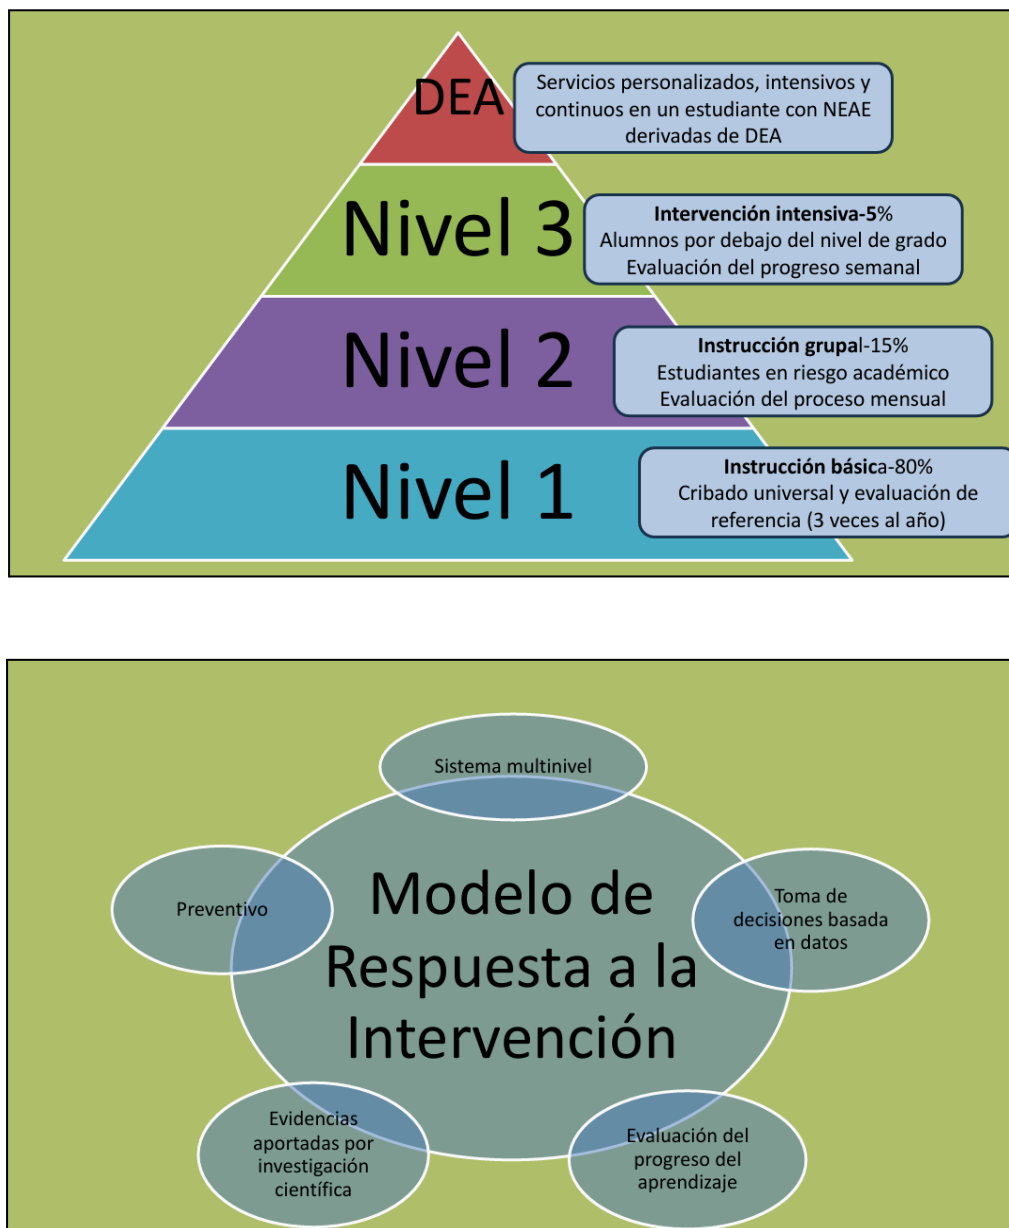 DEA
Servicios personalizados, intensivos y
continuos en un estudiante con NEAE
derivadas de DEA
Nivel 3
Intervención intensiva-5%
Alumnos por debajo del nivel de grado
Evaluación del progreso semanal
Nivel 2
Instrucción grupal-15%
Estudiantes en riesgo académico
Evaluación del proceso mensual
Nivel 1
Instrucción básica-80%
Cribado universal y evaluación de
referencia (3 veces al año)
Sistema multinivel
Preventivo
Modelo de
Respuesta a la
Intervención
Toma de
decisiones basada
en datos
Evidencias
aportadas por
investigación
científica
Evaluación del
progreso del
aprendizaje